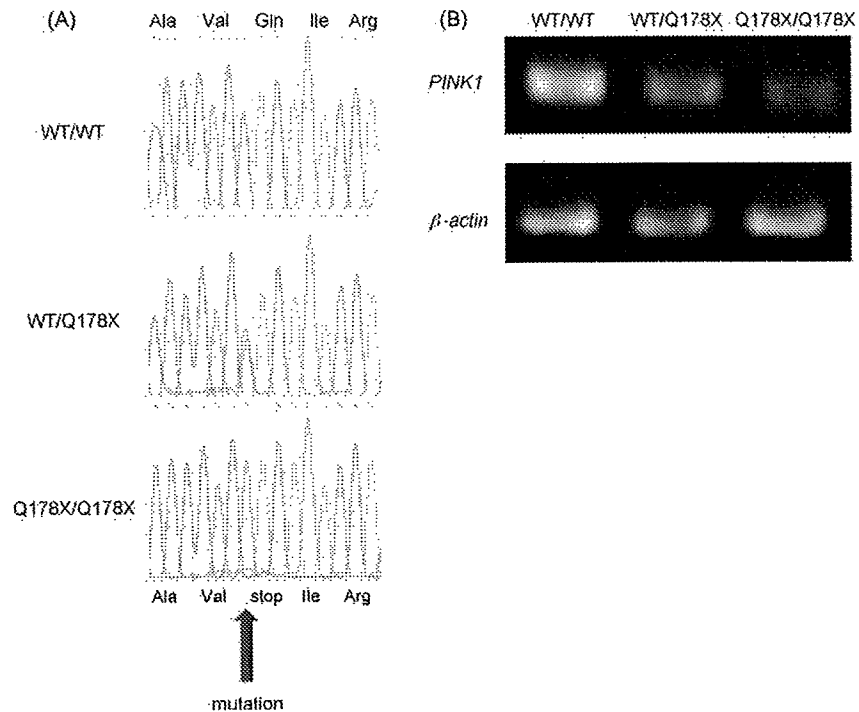 (A)
Ala Val Gln Ile Arg
WT/WT
WT/Q178X
Q178X/Q178X
Ala Val stop Ile Arg
mutation
(B)
WT/WT WT/Q178X Q178X/Q178X
PINK1
β-actin